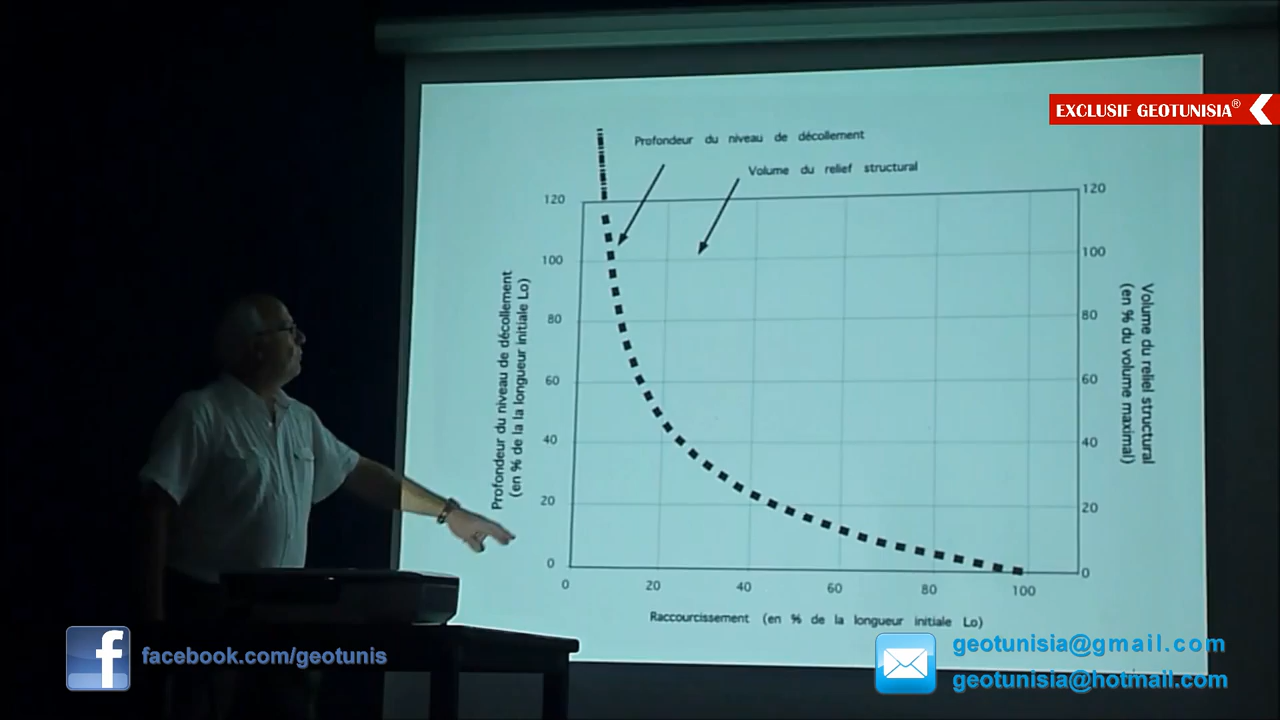 EXCLUSIF GEOTUNISIA®
Profondeur du niveau de décollement
Volume du relief structural
120
100
80
60
40
20
0
Profondeur du niveau de décollement
(en % de la la longueur initiale Lo)
120
100
80
60
40
20
0
Volume du relief structural
(en % du volume maximal)
0 20 40 60 80 100
Raccourcissement (en % de la longueur initiale Lo)
f facebook.com/geotunis
geotunisia@gmail.com
geotunisia@hotmail.com